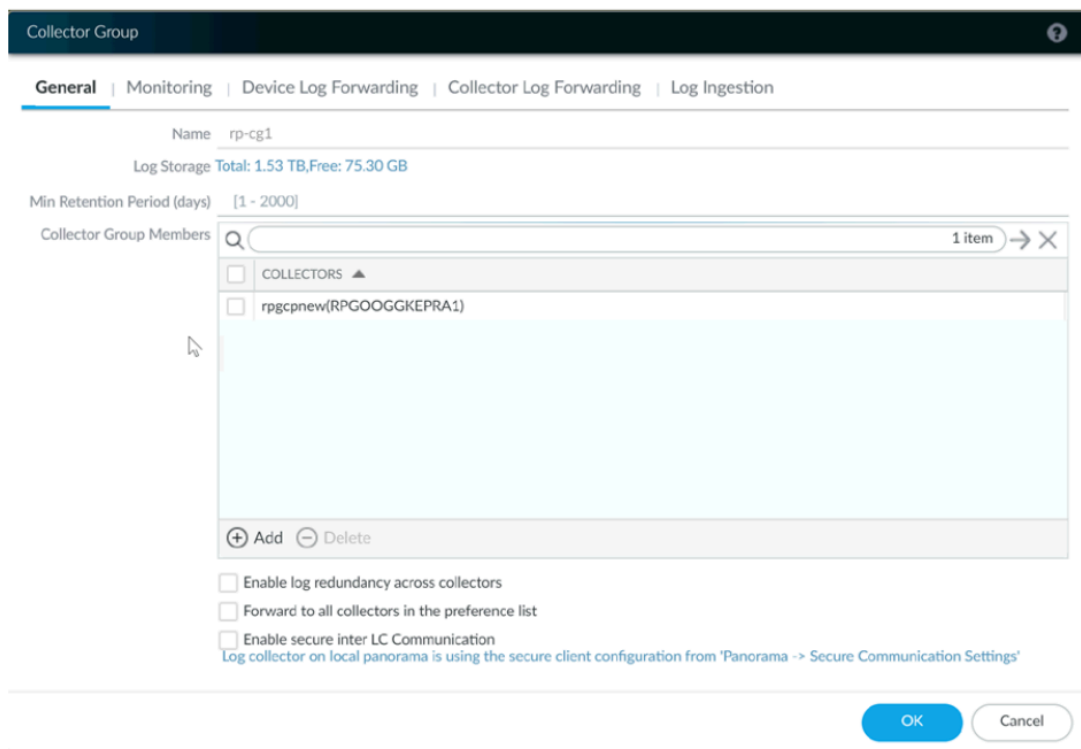 Collector Group
General | Monitoring | Device Log Forwarding | Collector Log Forwarding | Log Ingestion
Name rp-cg1
Log Storage Total: 1.53 TB,Free: 75.30 GB
Min Retention Period (days) [1 - 2000]
Collector Group Members 1 item
COLLECTORS
rpgcpnew(RPGOOGGKEPRA1)
Add Delete
Enable log redundancy across collectors
Forward to all collectors in the preference list
Enable secure inter LC Communication
Log collector on local panorama is using the secure client configuration from 'Panorama -> Secure Communication Settings'
OK Cancel